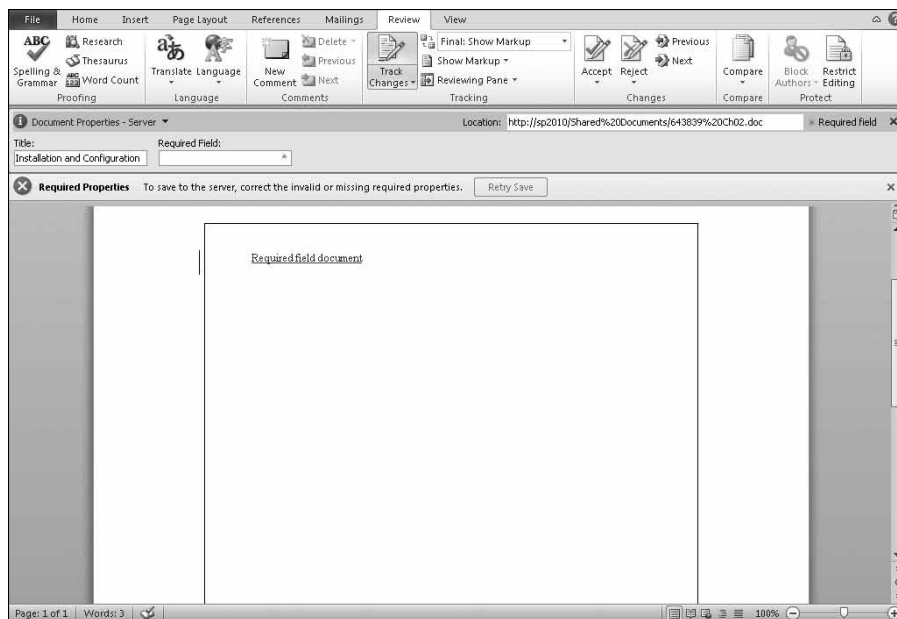 File Home Insert Page Layout References Mailings Review View
ABC Research Delete Previous Final: Show Markup Previous
Thesaurus Previous Show Markup Next
Spelling & Grammar ABC 123 Word Count Translate Language New Comment Next Track Changes Reviewing Pane Accept Reject Compare Block Authors Restrict Editing
Proofing Language Comments Tracking Changes Compare Protect
Document Properties - Server Location: http://sp2010/Shared%20Documents/643839%20Ch02.doc * Required field
Title: Required Field:
Installation and Configuration *
Required Properties To save to the server, correct the invalid or missing required properties. Retry Save
Required field document
Page: 1 of 1 Words: 3 100%